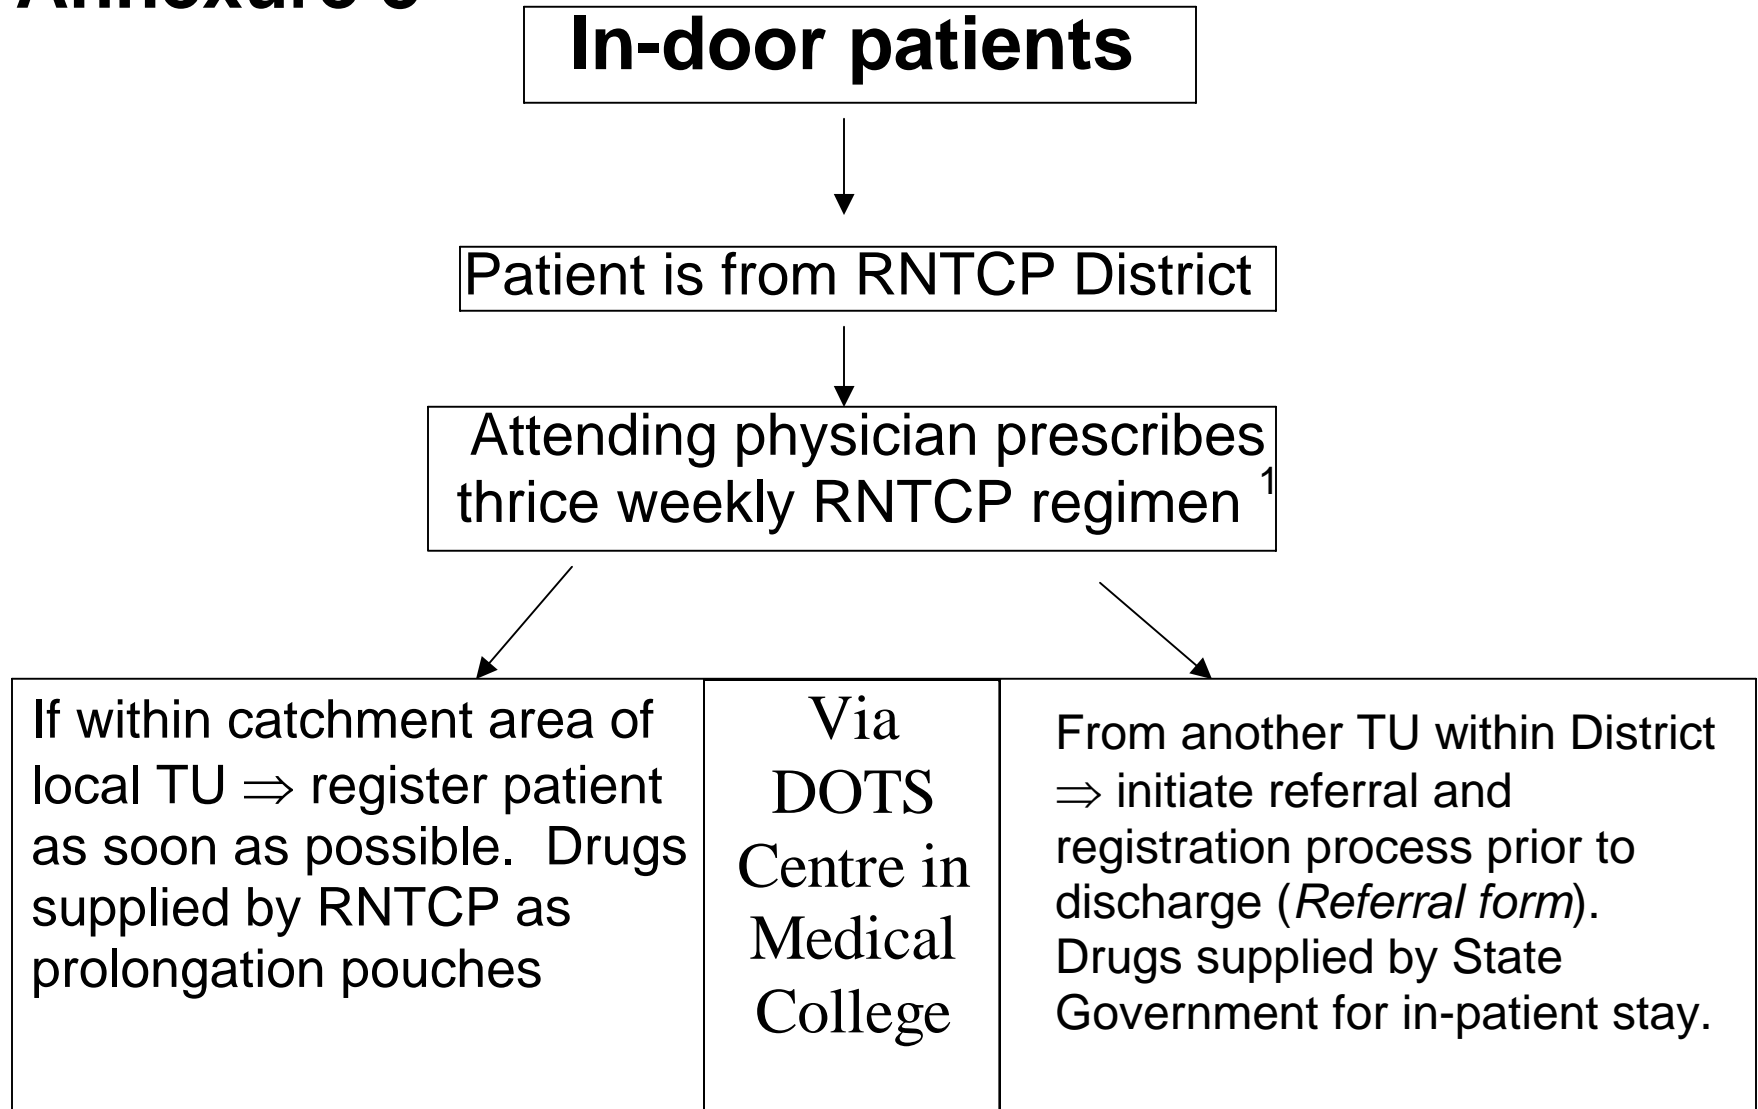 In-door patients
Patient is from RNTCP District
Attending physician prescribes
thrice weekly RNTCP regimen 1
If within catchment area of
local TU ⇒ register patient
as soon as possible. Drugs
supplied by RNTCP as
prolongation pouches
Via
DOTS
Centre in
Medical
College
From another TU within District
⇒ initiate referral and
registration process prior to
discharge (Referral form).
Drugs supplied by State
Government for in-patient stay.